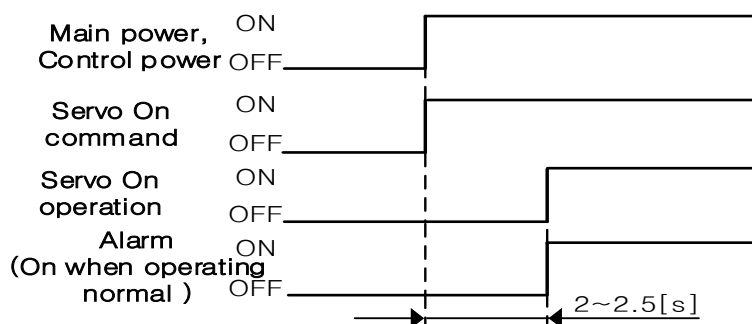 Main power, ON
Control power OFF
Servo On ON
command OFF
Servo On ON
operation OFF
Alarm ON
(On when operating
normal ) OFF
2~2.5[s]